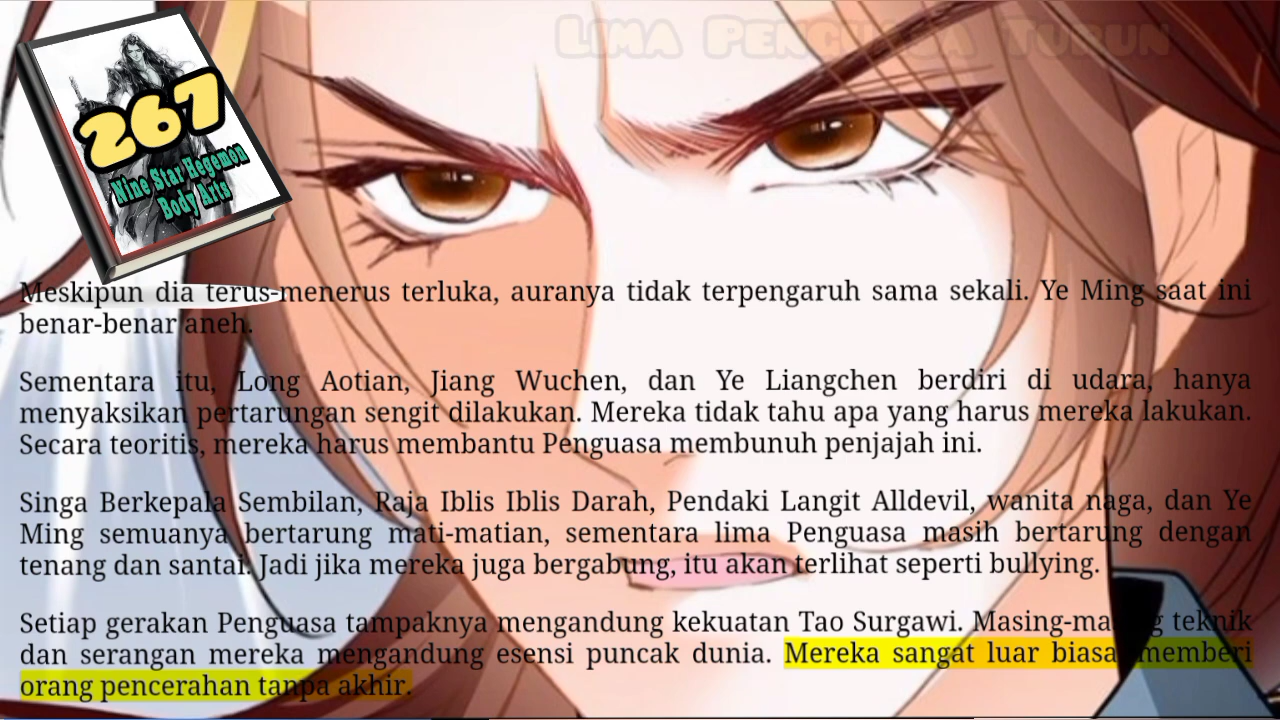 Lima Penguasa Turun
267
Nine Star Hegemon
Body Arts
Meskipun dia terus-menerus terluka, auranya tidak terpengaruh sama sekali. Ye Ming saat ini
benar-benar aneh.
Sementara itu, Long Aotian, Jiang Wuchen, dan Ye Liangchen berdiri di udara, hanya
menyaksikan pertarungan sengit dilakukan. Mereka tidak tahu apa yang harus mereka lakukan.
Secara teoritis, mereka harus membantu Penguasa membunuh penjajah ini.
Singa Berkepala Sembilan, Raja Iblis Iblis Darah, Pendaki Langit Alldevil, wanita naga, dan Ye
Ming semuanya bertarung mati-matian, sementara lima Penguasa masih bertarung dengan
tenang dan santai. Jadi jika mereka juga bergabung, itu akan terlihat seperti bullying.
Setiap gerakan Penguasa tampaknya mengandung kekuatan Tao Surgawi. Masing-masing teknik
dan serangan mereka mengandung esensi puncak dunia. Mereka sangat luar biasa, memberi
orang pencerahan tanpa akhir.